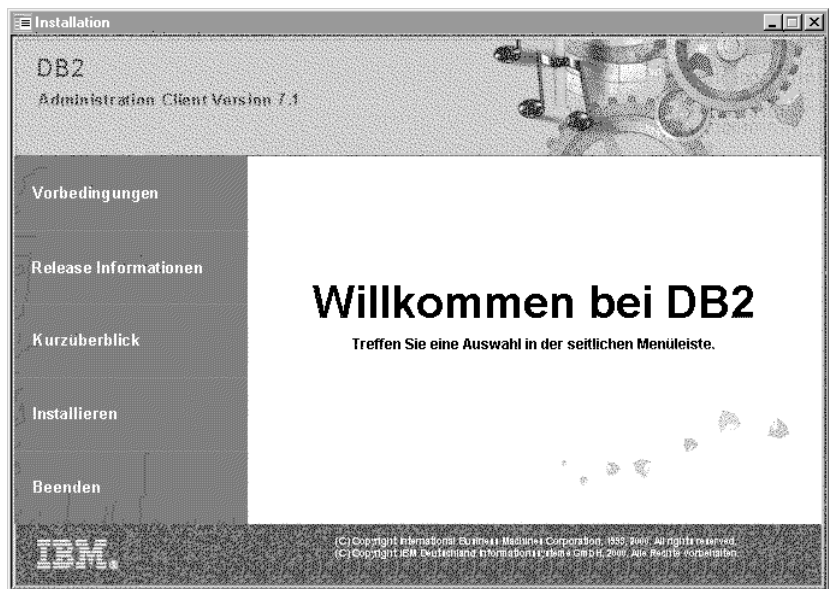 Installation
DB2
Administration Client Version 7.1
Vorbedingungen
Release Informationen
Kurzüberblick
Installieren
Beenden
Willkommen bei DB2
Treffen Sie eine Auswahl in der seitlichen Menüleiste.
IBM.
(C) Copyright International Business Machines Corporation, 1993, 2000. All rights reserved.
(C) Copyright IBM Deutschland Informationssysteme GmbH, 2000. Alle Rechte vorbehalten.